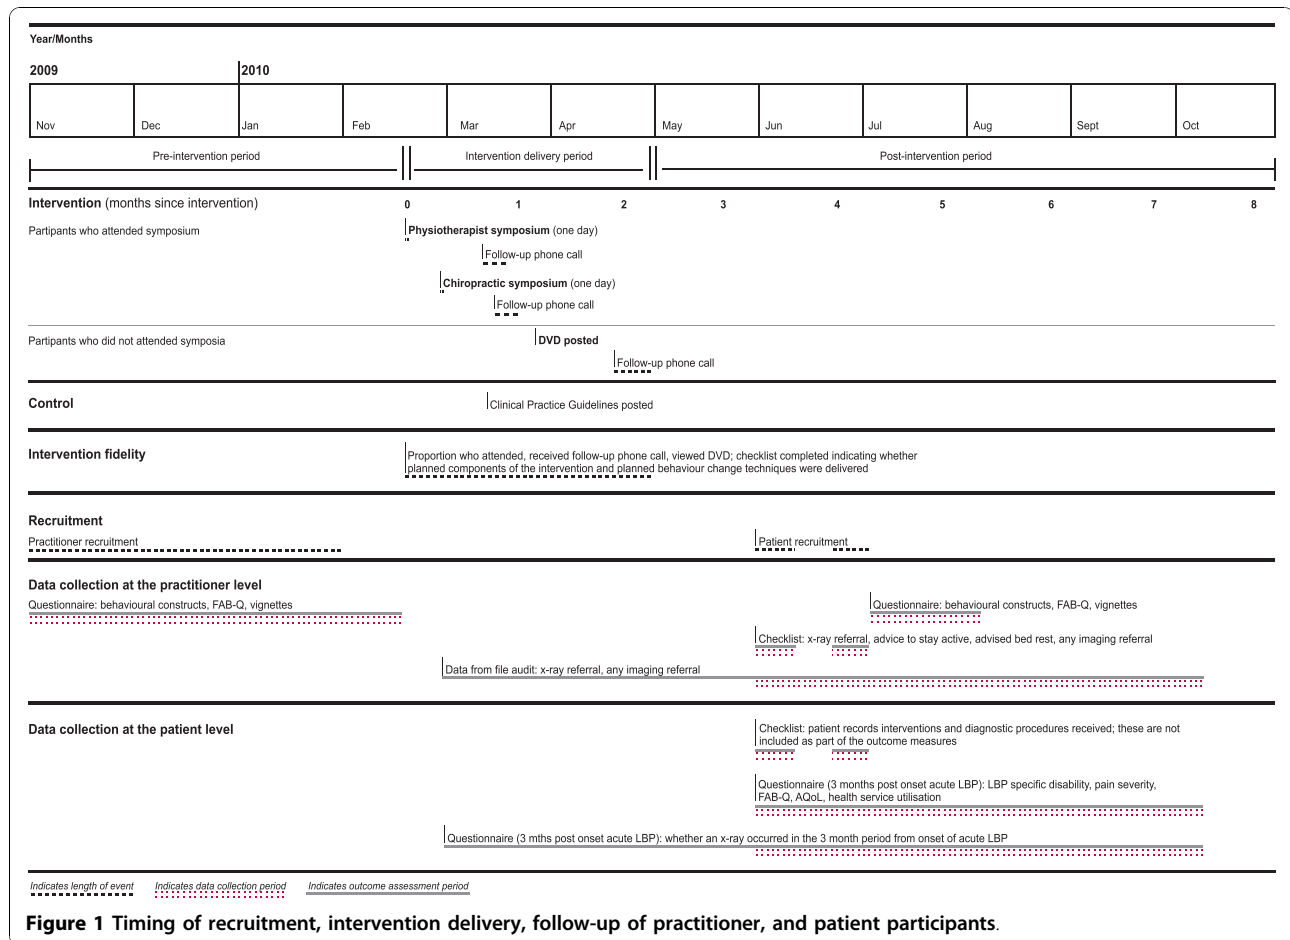 Year/Months
2009 2010
Nov Dec Jan Feb Mar Apr May Jun Jul Aug Sept Oct
Pre-intervention period Intervention delivery period Post-intervention period
Intervention (months since intervention) 0 1 2 3 4 5 6 7 8
Partipants who attended symposium Physiotherapist symposium (one day)
Follow-up phone call
Chiropractic symposium (one day)
Follow-up phone call
Partipants who did not attended symposia DVD posted
Follow-up phone call
Control Clinical Practice Guidelines posted
Intervention fidelity Proportion who attended, received follow-up phone call, viewed DVD; checklist completed indicating whether
planned components of the intervention and planned behaviour change techniques were delivered
Recruitment
Practitioner recruitment Patient recruitment
Data collection at the practitioner level
Questionnaire: behavioural constructs, FAB-Q, vignettes Questionnaire: behavioural constructs, FAB-Q, vignettes
Checklist: x-ray referral, advice to stay active, advised bed rest, any imaging referral
Data from file audit: x-ray referral, any imaging referral
Data collection at the patient level Checklist: patient records interventions and diagnostic procedures received; these are not
included as part of the outcome measures
Questionnaire (3 months post onset acute LBP): LBP specific disability, pain severity,
FAB-Q, AQoL, health service utilisation
Questionnaire (3 mths post onset acute LBP): whether an x-ray occurred in the 3 month period from onset of acute LBP
Indicates length of event Indicates data collection period Indicates outcome assessment period
Figure 1 Timing of recruitment, intervention delivery, follow-up of practitioner, and patient participants.